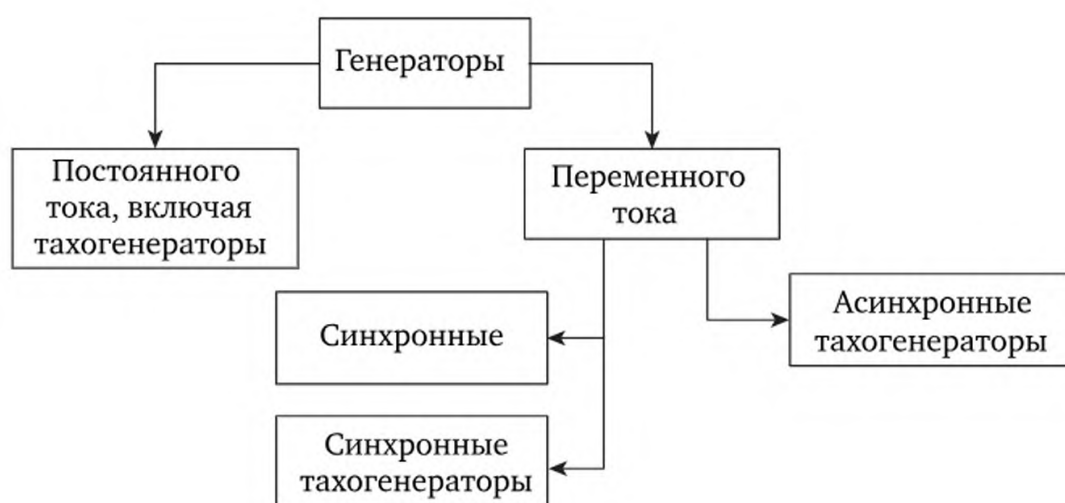 Генераторы
Постоянного
тока, включая
тахогенераторы
Переменного
тока
Синхронные
Асинхронные
тахогенераторы
Синхронные
тахогенераторы